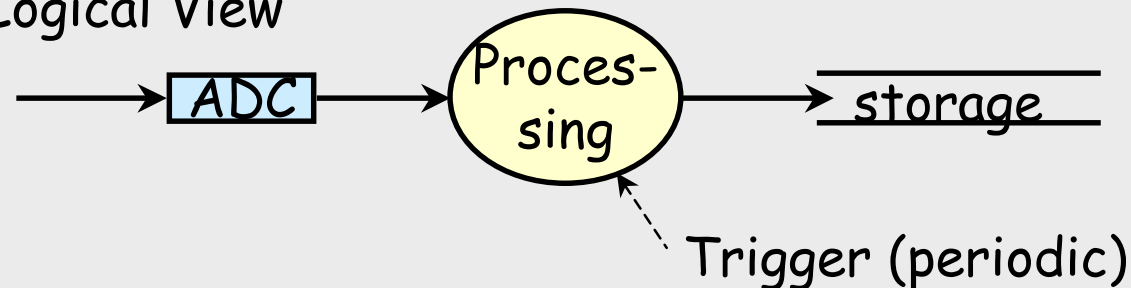 Logical View
ADC
Proces-
sing
storage
Trigger (periodic)